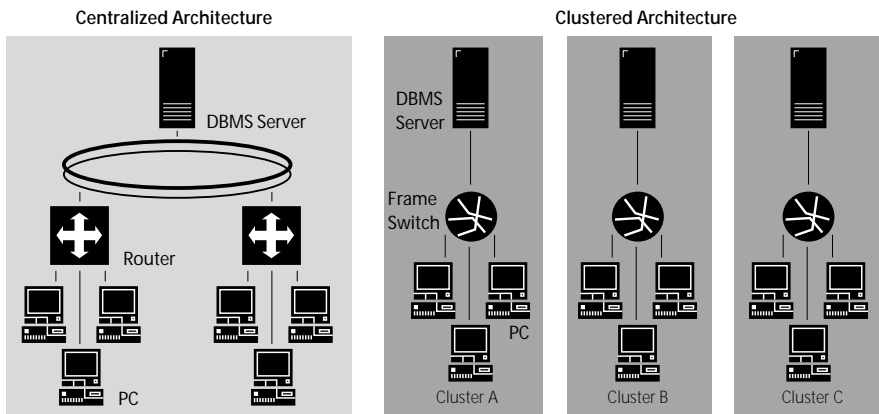 Centralized Architecture
DBMS Server
Router
PC
Clustered Architecture
DBMS
Server
Frame
Switch
PC
Cluster A
Cluster B
Cluster C